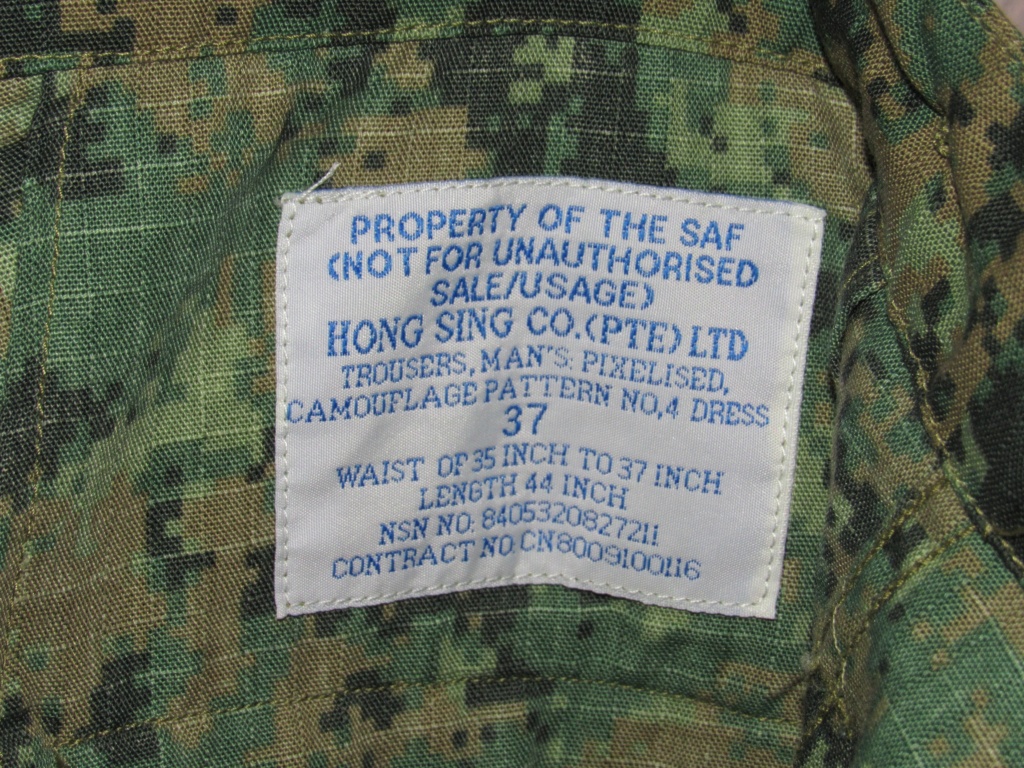 PROPERTY OF THE SAF
(NOT FOR UNAUTHORISED
SALE/USAGE)
HONG SING CO.(PTE) LTD
TROUSERS, MAN'S: PIXELISED,
CAMOUFLAGE PATTERN NO.4 DRESS
37
WAIST OF 35 INCH TO 37 INCH
LENGTH 44 INCH
NSN NO: 8405320827211
CONTRACT NO: CN8009100116